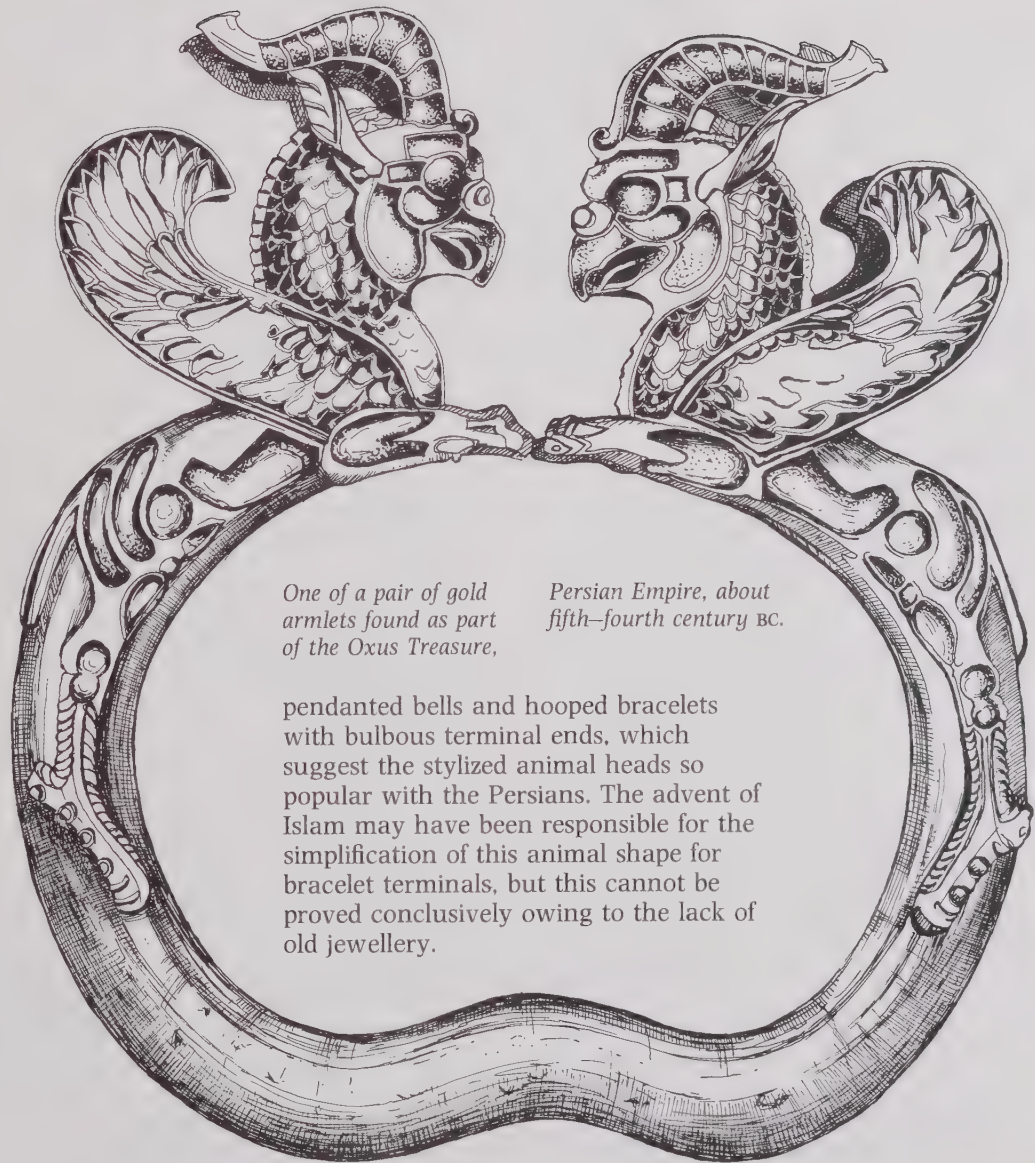 One of a pair of gold
armlets found as part
of the Oxus Treasure,
Persian Empire, about
fifth–fourth century BC.
pendanted bells and hooped bracelets
with bulbous terminal ends, which
suggest the stylized animal heads so
popular with the Persians. The advent of
Islam may have been responsible for the
simplification of this animal shape for
bracelet terminals, but this cannot be
proved conclusively owing to the lack of
old jewellery.